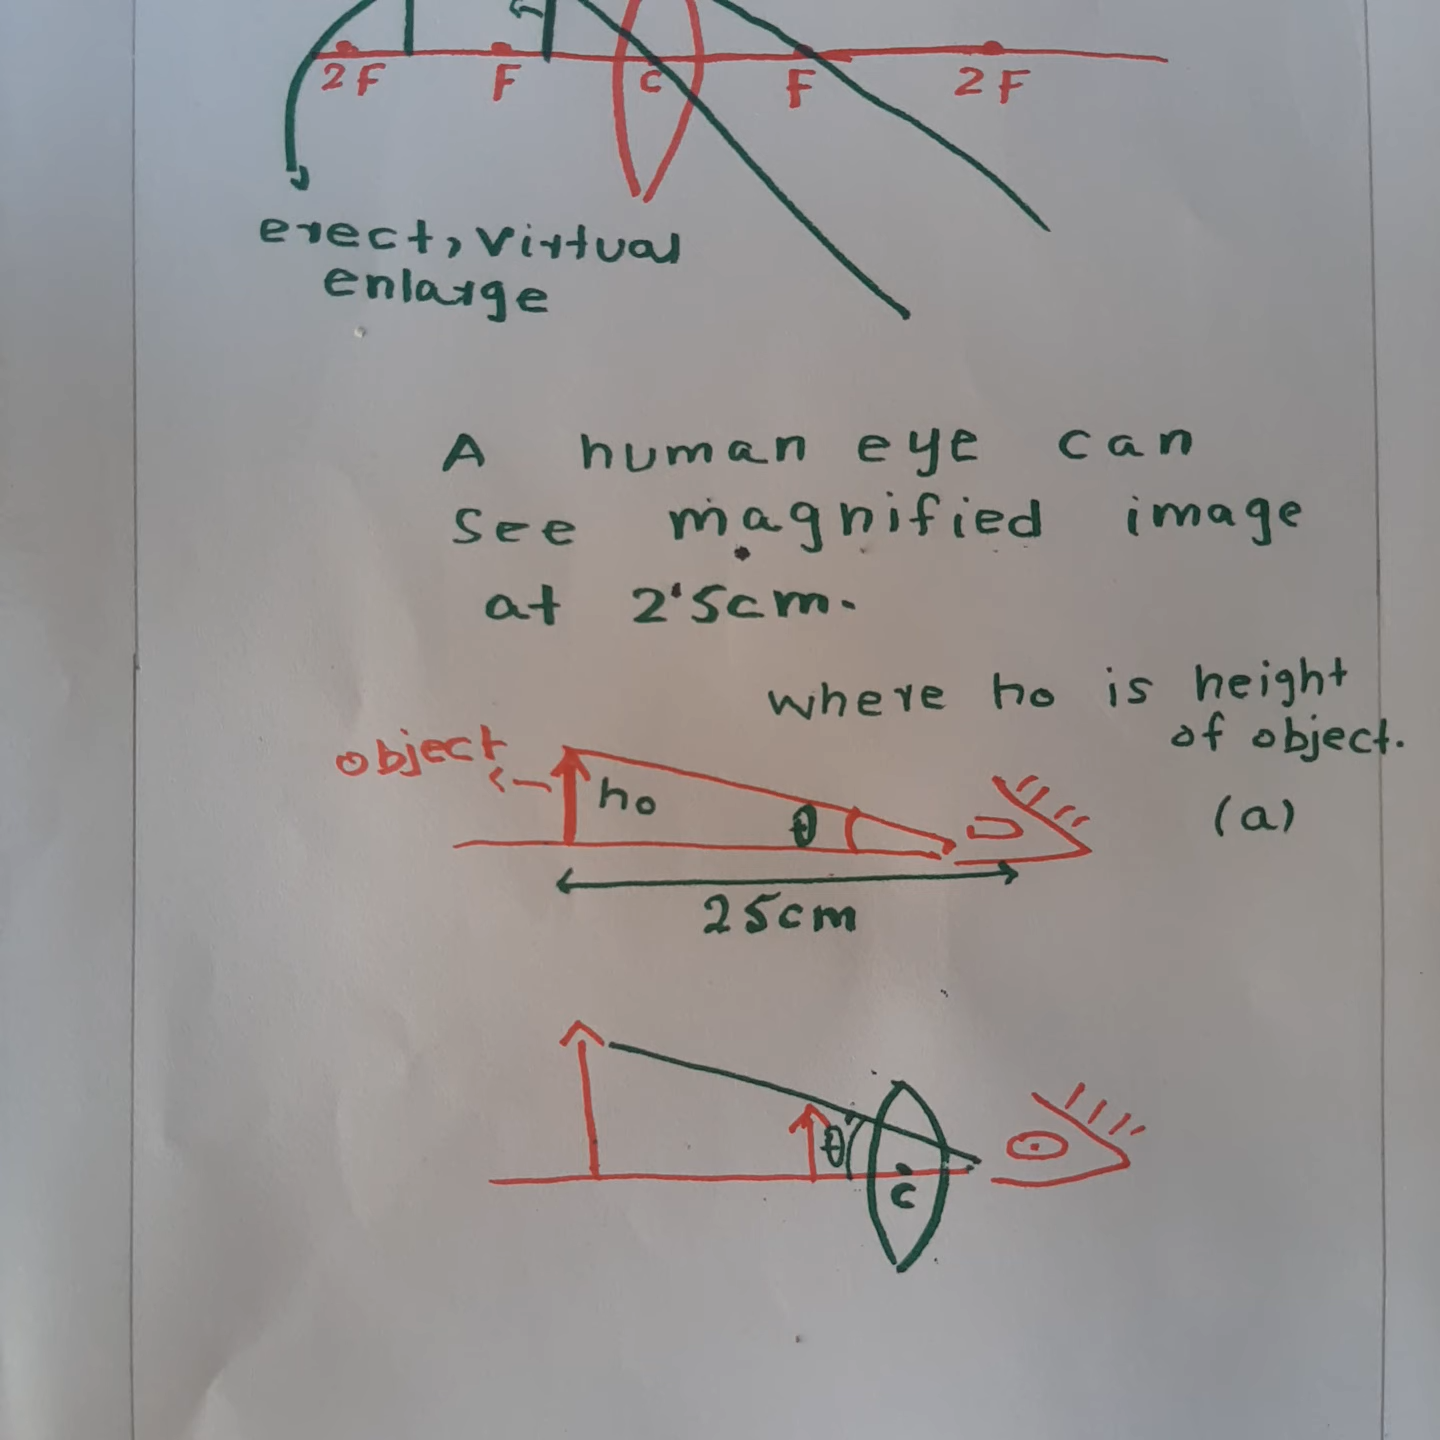 2F F C F 2F
erect, virtual
enlarge
A human eye can
see magnified image
at 2'5cm.
where ho is height
of object.
object
ho
θ
(a)
25cm
θ
C